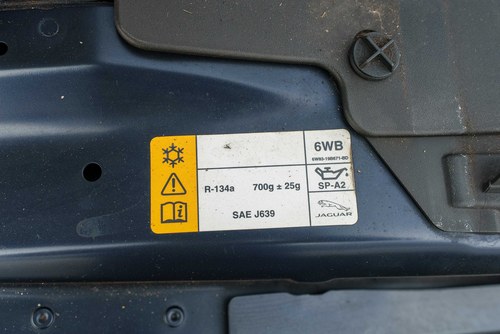 6WB
R-134a 700g ± 25g
SP-A2
SAE J639
JAGUAR